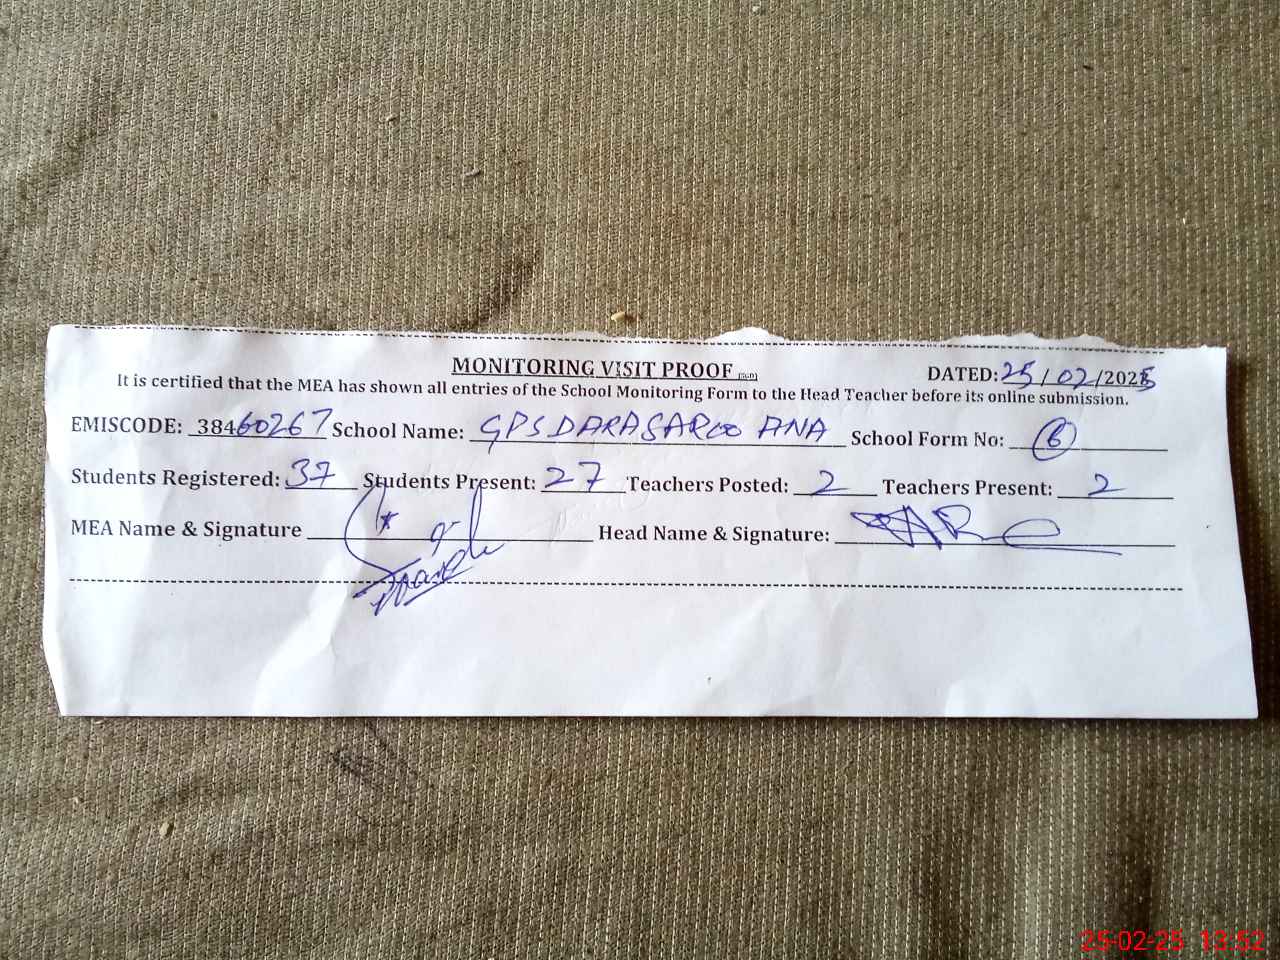 MONITORING VISIT PROOF
DATED: 25/02/2025
It is certified that the MEA has shown all entries of the School Monitoring Form to the Head Teacher before its online submission.
EMISCODE: 38460267 School Name: GPS DARASAROO ANA School Form No: 6
Students Registered: 37 Students Present: 27 Teachers Posted: 2 Teachers Present: 2
MEA Name & Signature Head Name & Signature:
25-02-25 13:52